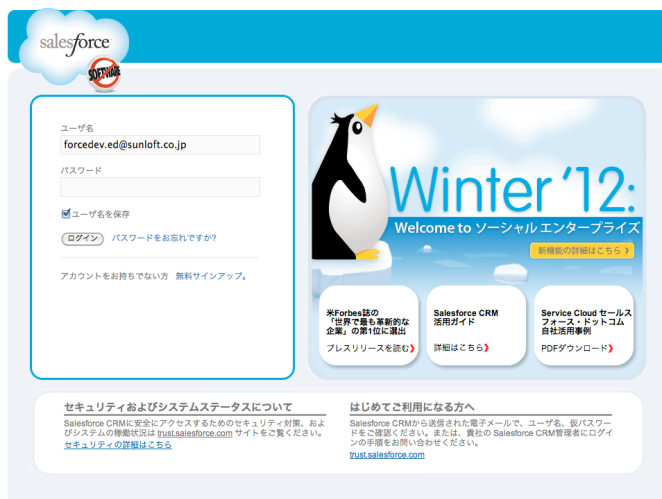 salesforce
SOFTWARE
ユーザ名
forcedev.ed@sunloft.co.jp
パスワード
ユーザ名を保存
ログイン パスワードをお忘れですか?
アカウントをお持ちでない方 無料サインアップ。
Winter '12:
Welcome to ソーシャル エンタープライズ
新機能の詳細はこちら
米Forbes誌の
「世界で最も革新的な
企業」の第1位に選出
プレスリリースを読む
Salesforce CRM
活用ガイド
詳細はこちら
Service Cloud セールス
フォース・ドットコム
自社活用事例
PDFダウンロード
セキュリティおよびシステムステータスについて
Salesforce CRMに安全にアクセスするためのセキュリティ対策、およ
びシステムの稼働状況は trust.salesforce.com サイトをご覧ください。
セキュリティの詳細はこちら
はじめてご利用になる方へ
Salesforce CRMから送信された電子メールで、ユーザ名、仮パスワー
ドをご確認ください。または、貴社の Salesforce CRM管理者にログイ
ンの手順をお問い合わせください。
trust.salesforce.com